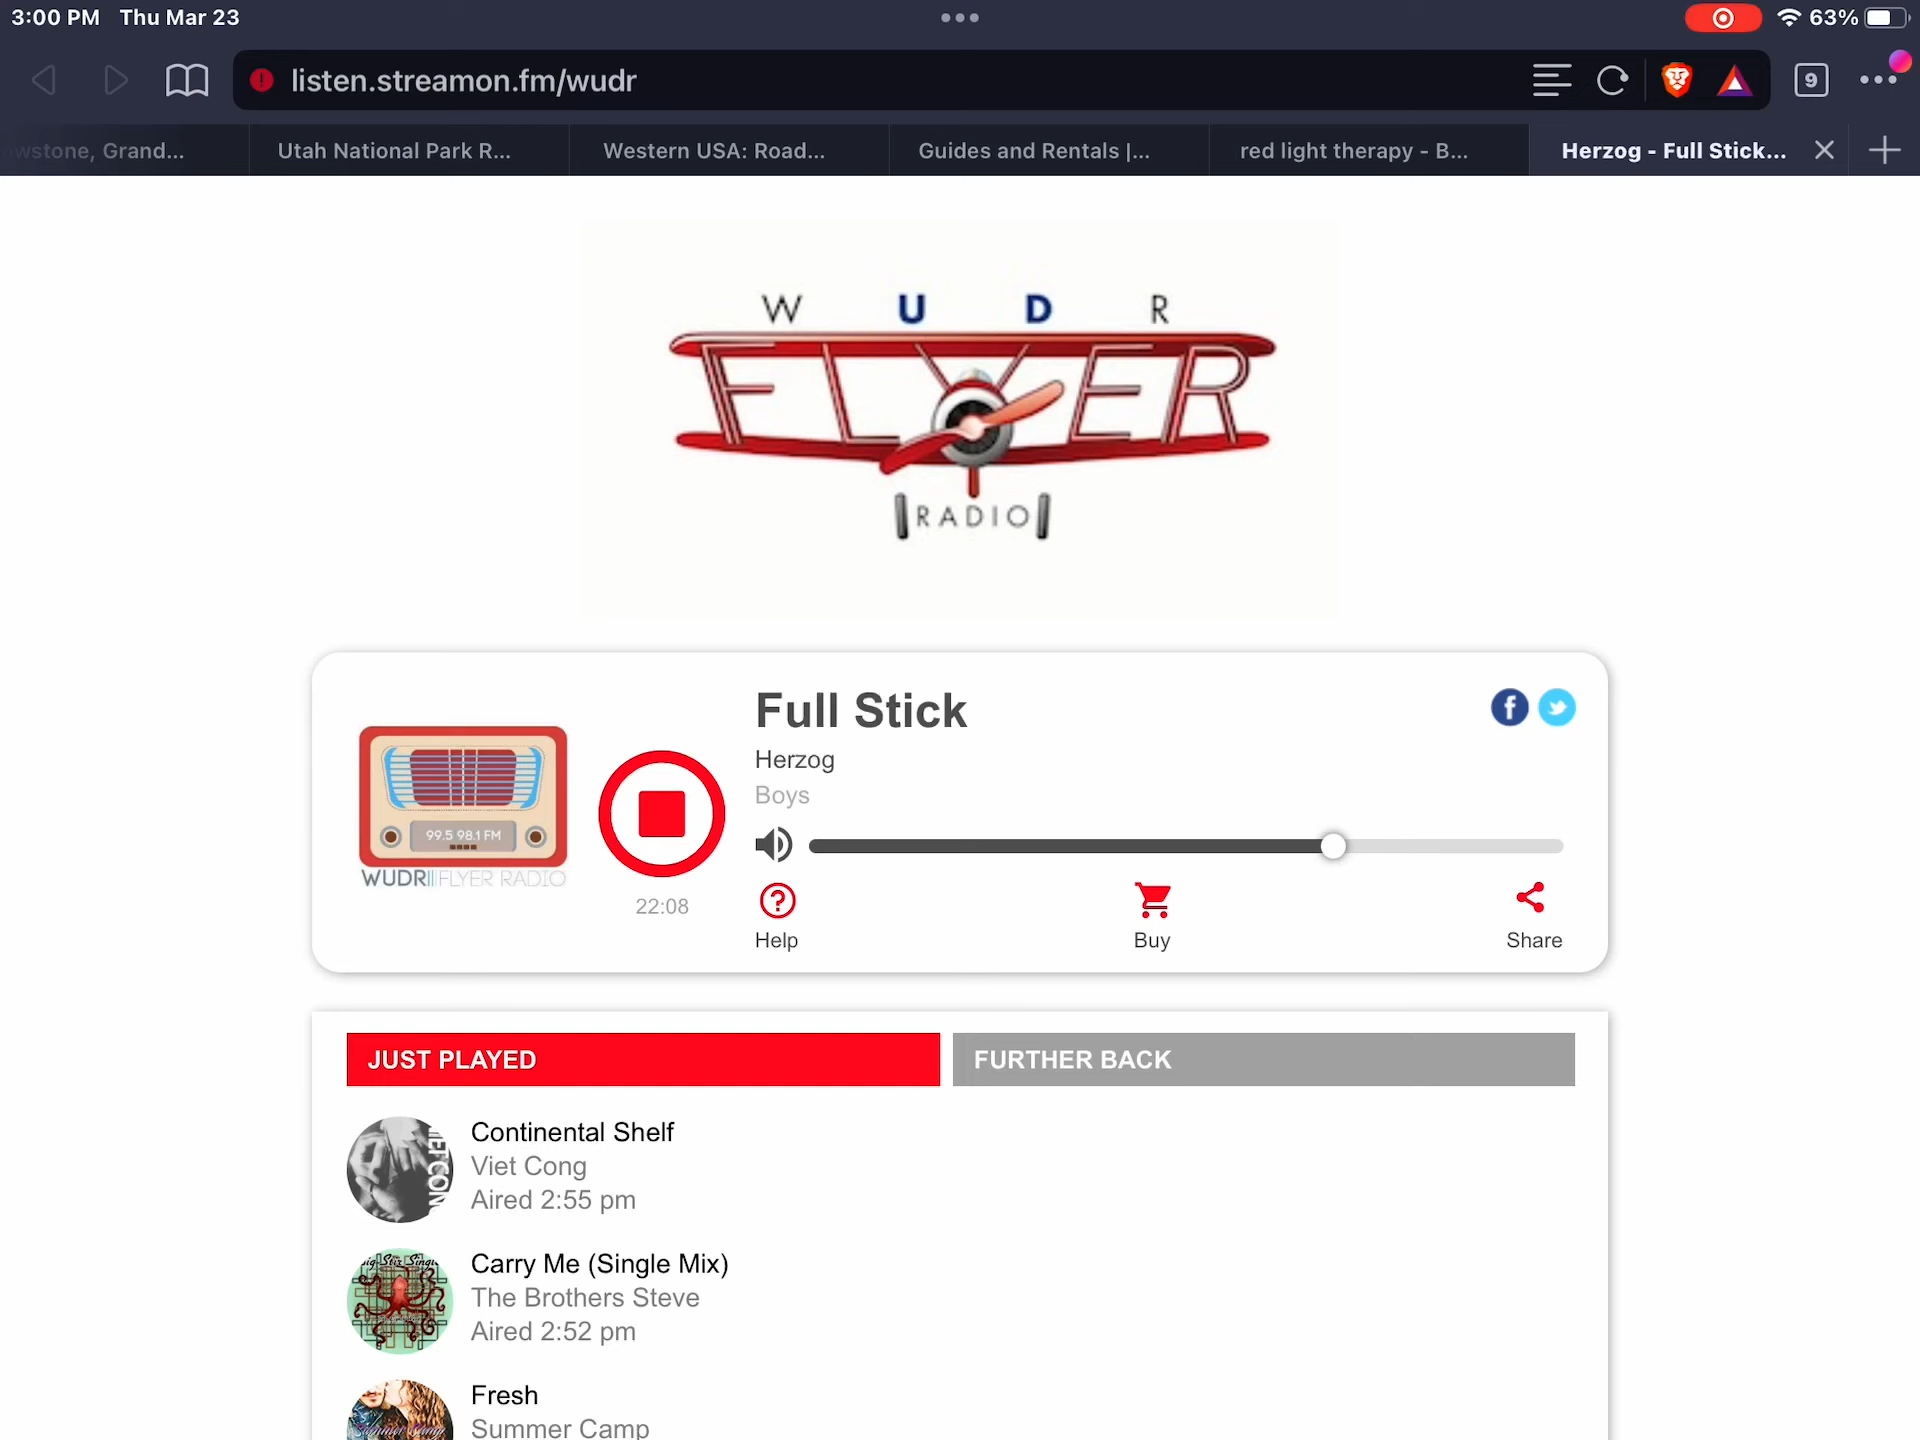 3:00 PM Thu Mar 23
63%
listen.streamon.fm/wudr
9
wstone, Grand...
Utah National Park R...
Western USA: Road...
Guides and Rentals |...
red light therapy - B...
Herzog - Full Stick...
W U D R
FLYER
RADIO
Full Stick
Herzog
Boys
99.5 98.1 FM
WUDR||FLYER RADIO
22:08
Help
Buy
Share
JUST PLAYED
FURTHER BACK
Continental Shelf
Viet Cong
Aired 2:55 pm
Carry Me (Single Mix)
The Brothers Steve
Aired 2:52 pm
Fresh
Summer Camp